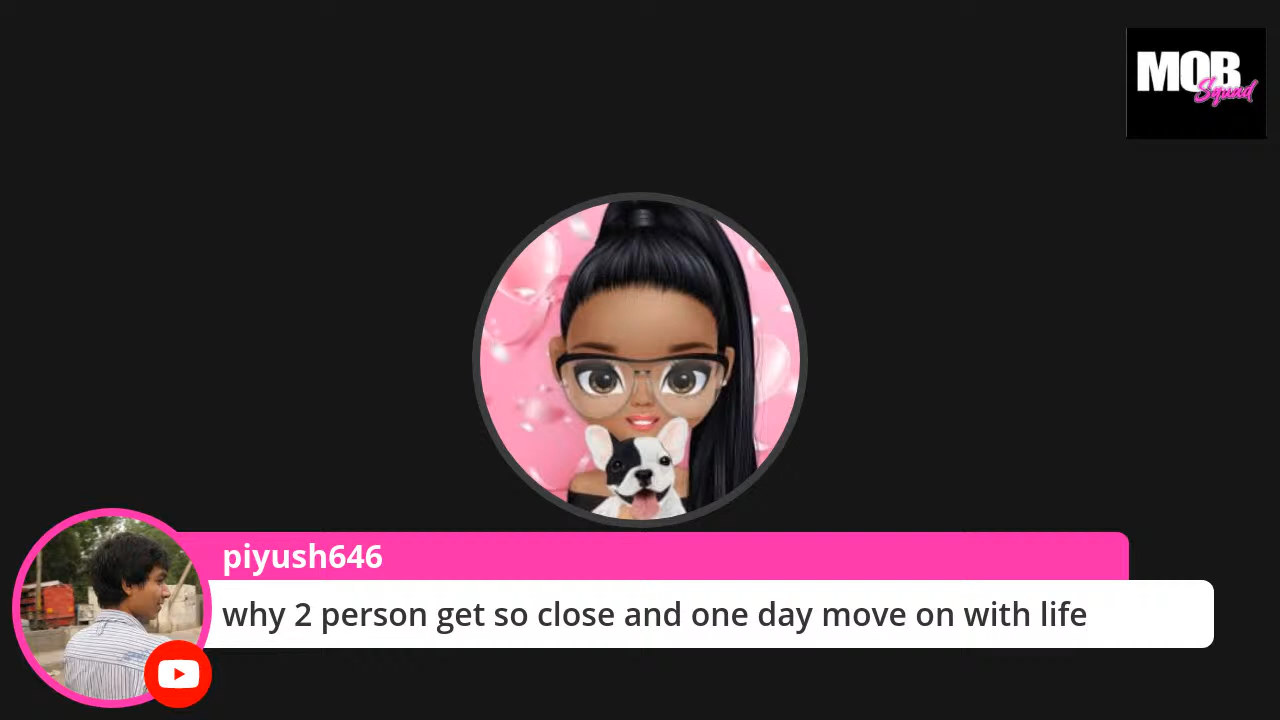 MOB
Squad
piyush646
why 2 person get so close and one day move on with life